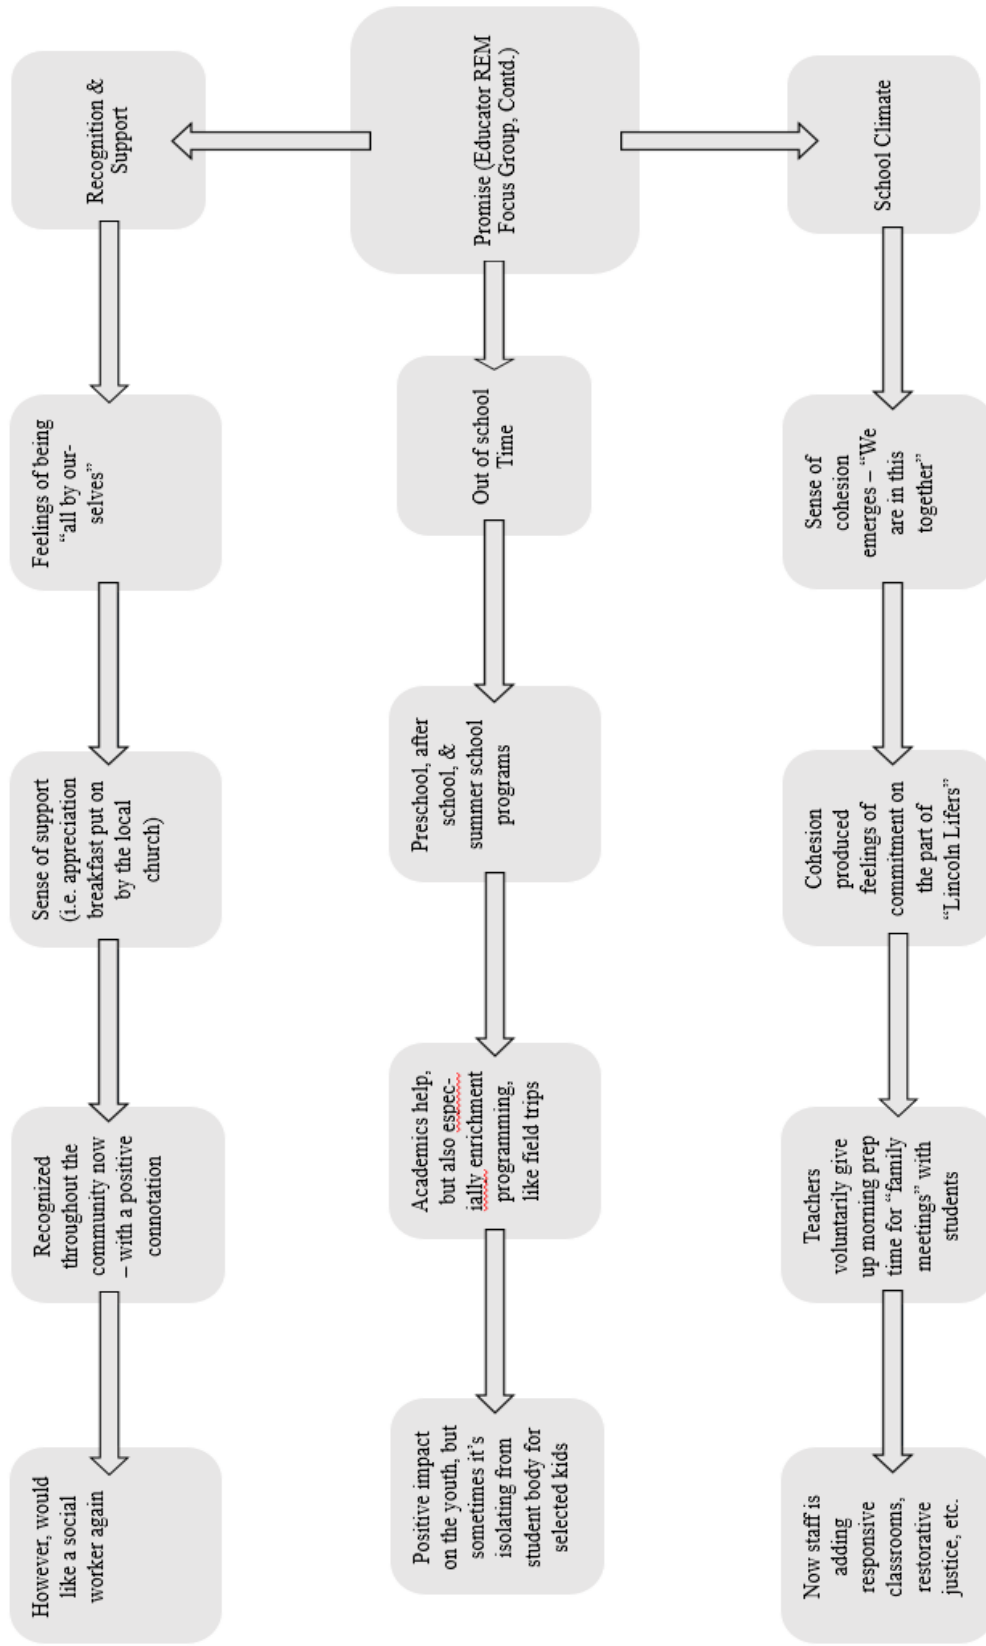 Promise (Educator REM
Focus Group, Contd.)
Recognition &
Support
Feelings of being
“all by our-
selves”
Sense of support
(i.e. appreciation
breakfast put on
by the local
church)
Recognized
throughout the
community now
– with a positive
connotation
However, would
like a social
worker again
Out of school
Time
Preschool, after
school, &
summer school
programs
Academics help,
but also espec-
ially enrichment
programming,
like field trips
Positive impact
on the youth, but
sometimes it’s
isolating from
student body for
selected kids
School Climate
Sense of
cohesion
emerges – “We
are in this
together”
Cohesion
produced
feelings of
commitment on
the part of
“Lincoln Lifers”
Teachers
voluntarily give
up morning prep
time for “family
meetings” with
students
Now staff is
adding
responsive
classrooms,
restorative
justice, etc.